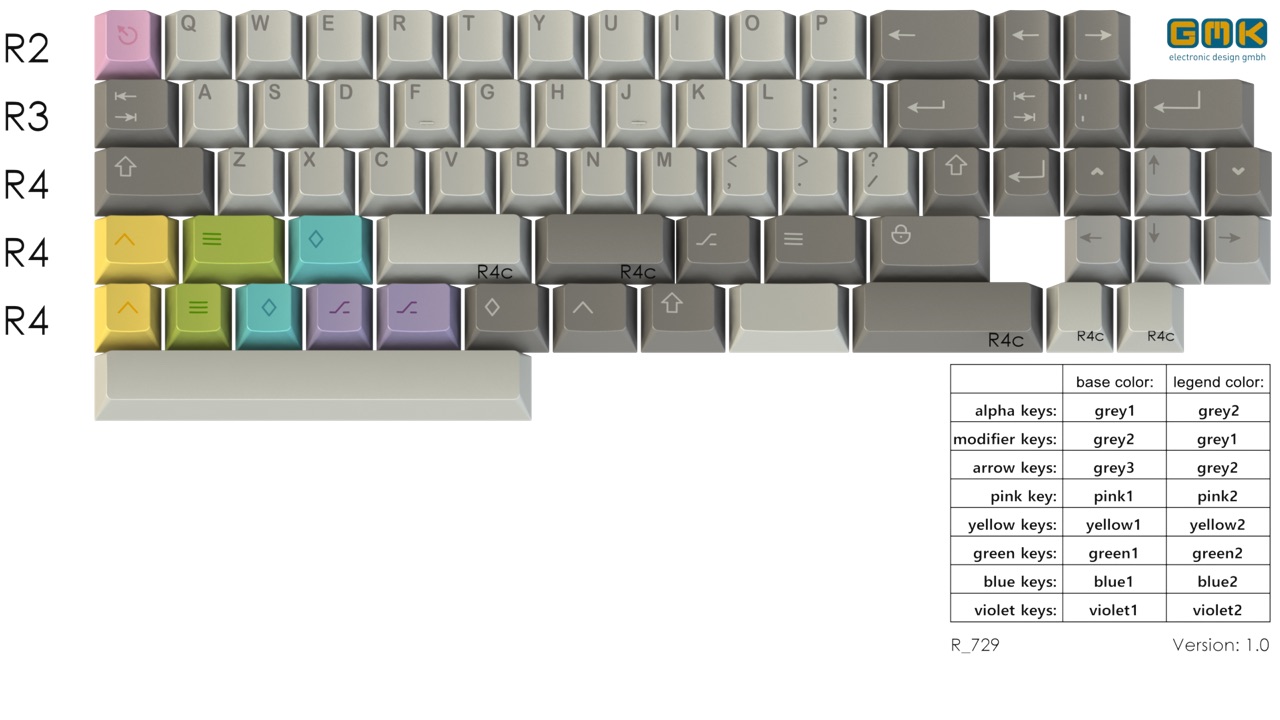 R2 Q W E R T Y U I O P ← ← → GMK
electronic design gmbh
R3 A S D F _ G H J _ K L : ; " '
R4 Z X C V B N M < , > . ? / ↑
R4 R4c R4c ← ↓ →
R4 R4c R4c R4c
base color: legend color:
alpha keys: grey1 grey2
modifier keys: grey2 grey1
arrow keys: grey3 grey2
pink key: pink1 pink2
yellow keys: yellow1 yellow2
green keys: green1 green2
blue keys: blue1 blue2
violet keys: violet1 violet2
R_729 Version: 1.0